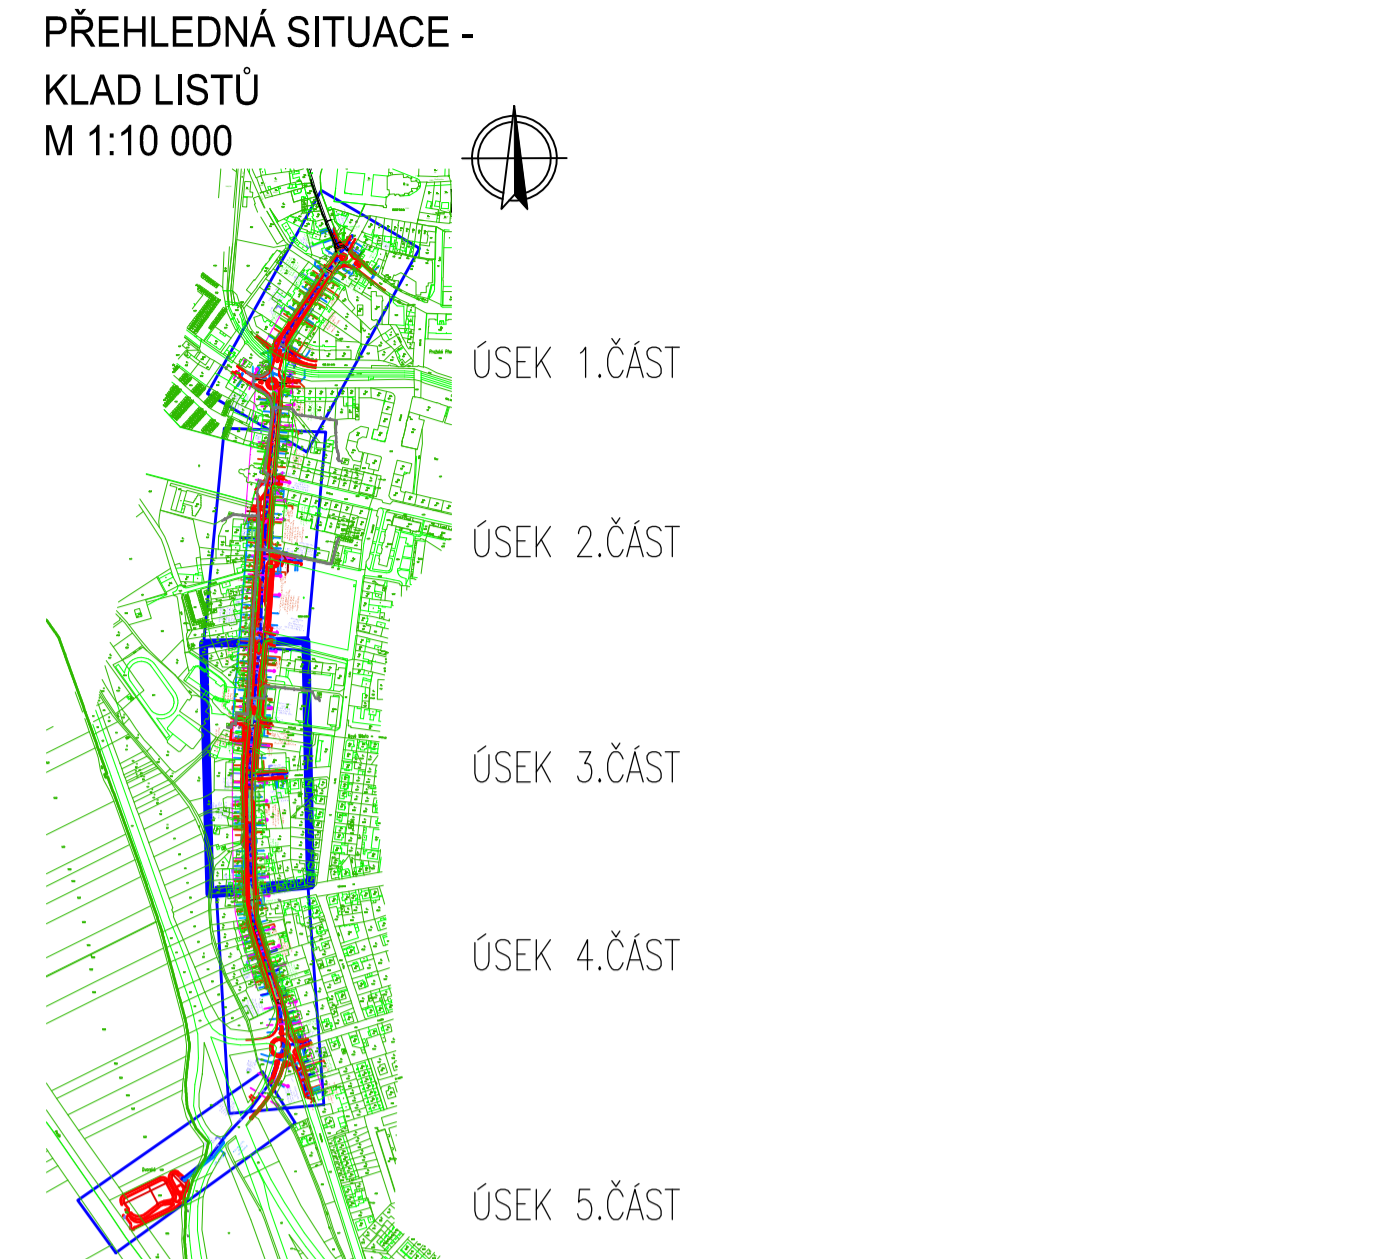 PŘEHLEDNÁ SITUACE -
KLAD LISTŮ
M 1:10 000
ÚSEK 1.ČÁST
ÚSEK 2.ČÁST
ÚSEK 3.ČÁST
ÚSEK 4.ČÁST
ÚSEK 5.ČÁST